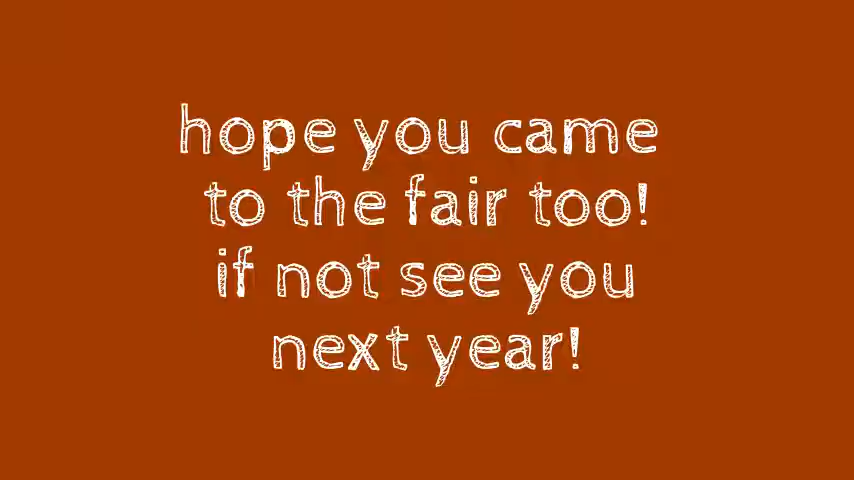 hope you came
to the fair too!
if not see you
next year!